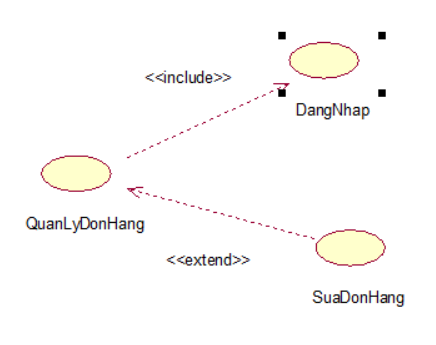 <<include>>
DangNhap
QuanLyDonHang
<<extend>>
SuaDonHang